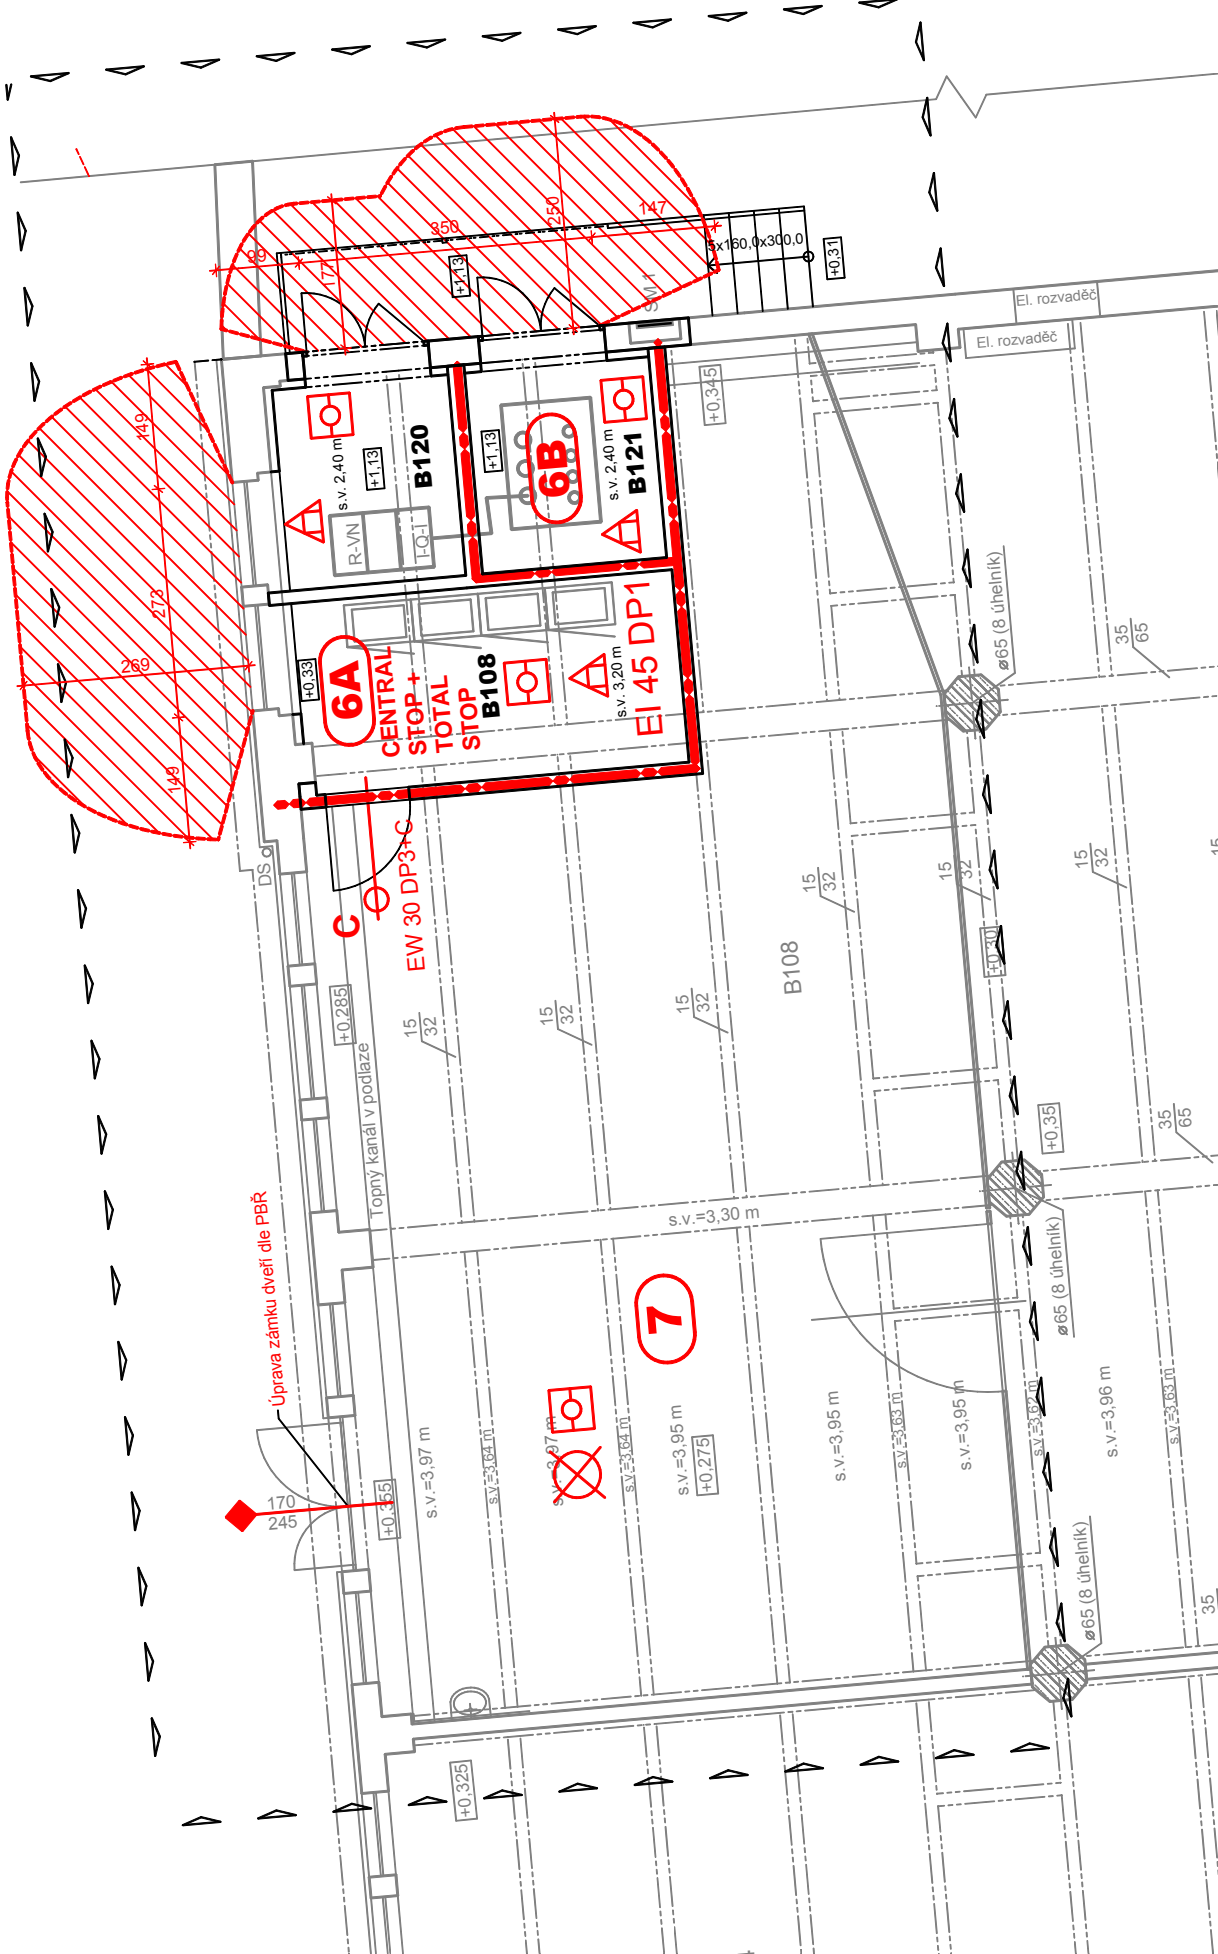 99
350
250
147
177
+1,13
5x160,0x300,0
+0,31
El. rozvaděč
El. rozvaděč
149
273
269
149
s.v. 2,40 m
+1,13
B120
+1,13
6B
s.v. 2,40 m
B121
+0,345
R-VN
I-Q-I
+0,33
6A
CENTRAL
STOP +
TOTAL
STOP
B108
s.v. 3,20 m
EI 45 DP1
ø65 (8 úhelník)
35
65
DS
C
EW 30 DP3+C
15
32
15
32
15
32
B108
+0,30
+0,285
15
32
15
32
15
32
Topný kanál v podlaze
+0,35
35
65
s.v.=3,30 m
Úprava zámku dveří dle PBŘ
ø65 (8 úhelník)
7
170
245
+0,355
s.v.=3,97 m
s.v.=3,64 m
s.v.=3,97 m
s.v.=3,64 m
s.v.=3,95 m
+0,275
s.v.=3,95 m
s.v.=3,63 m
s.v.=3,95 m
s.v.=3,62 m
s.v.=3,96 m
s.v.=3,63 m
ø65 (8 úhelník)
35
+0,325
15